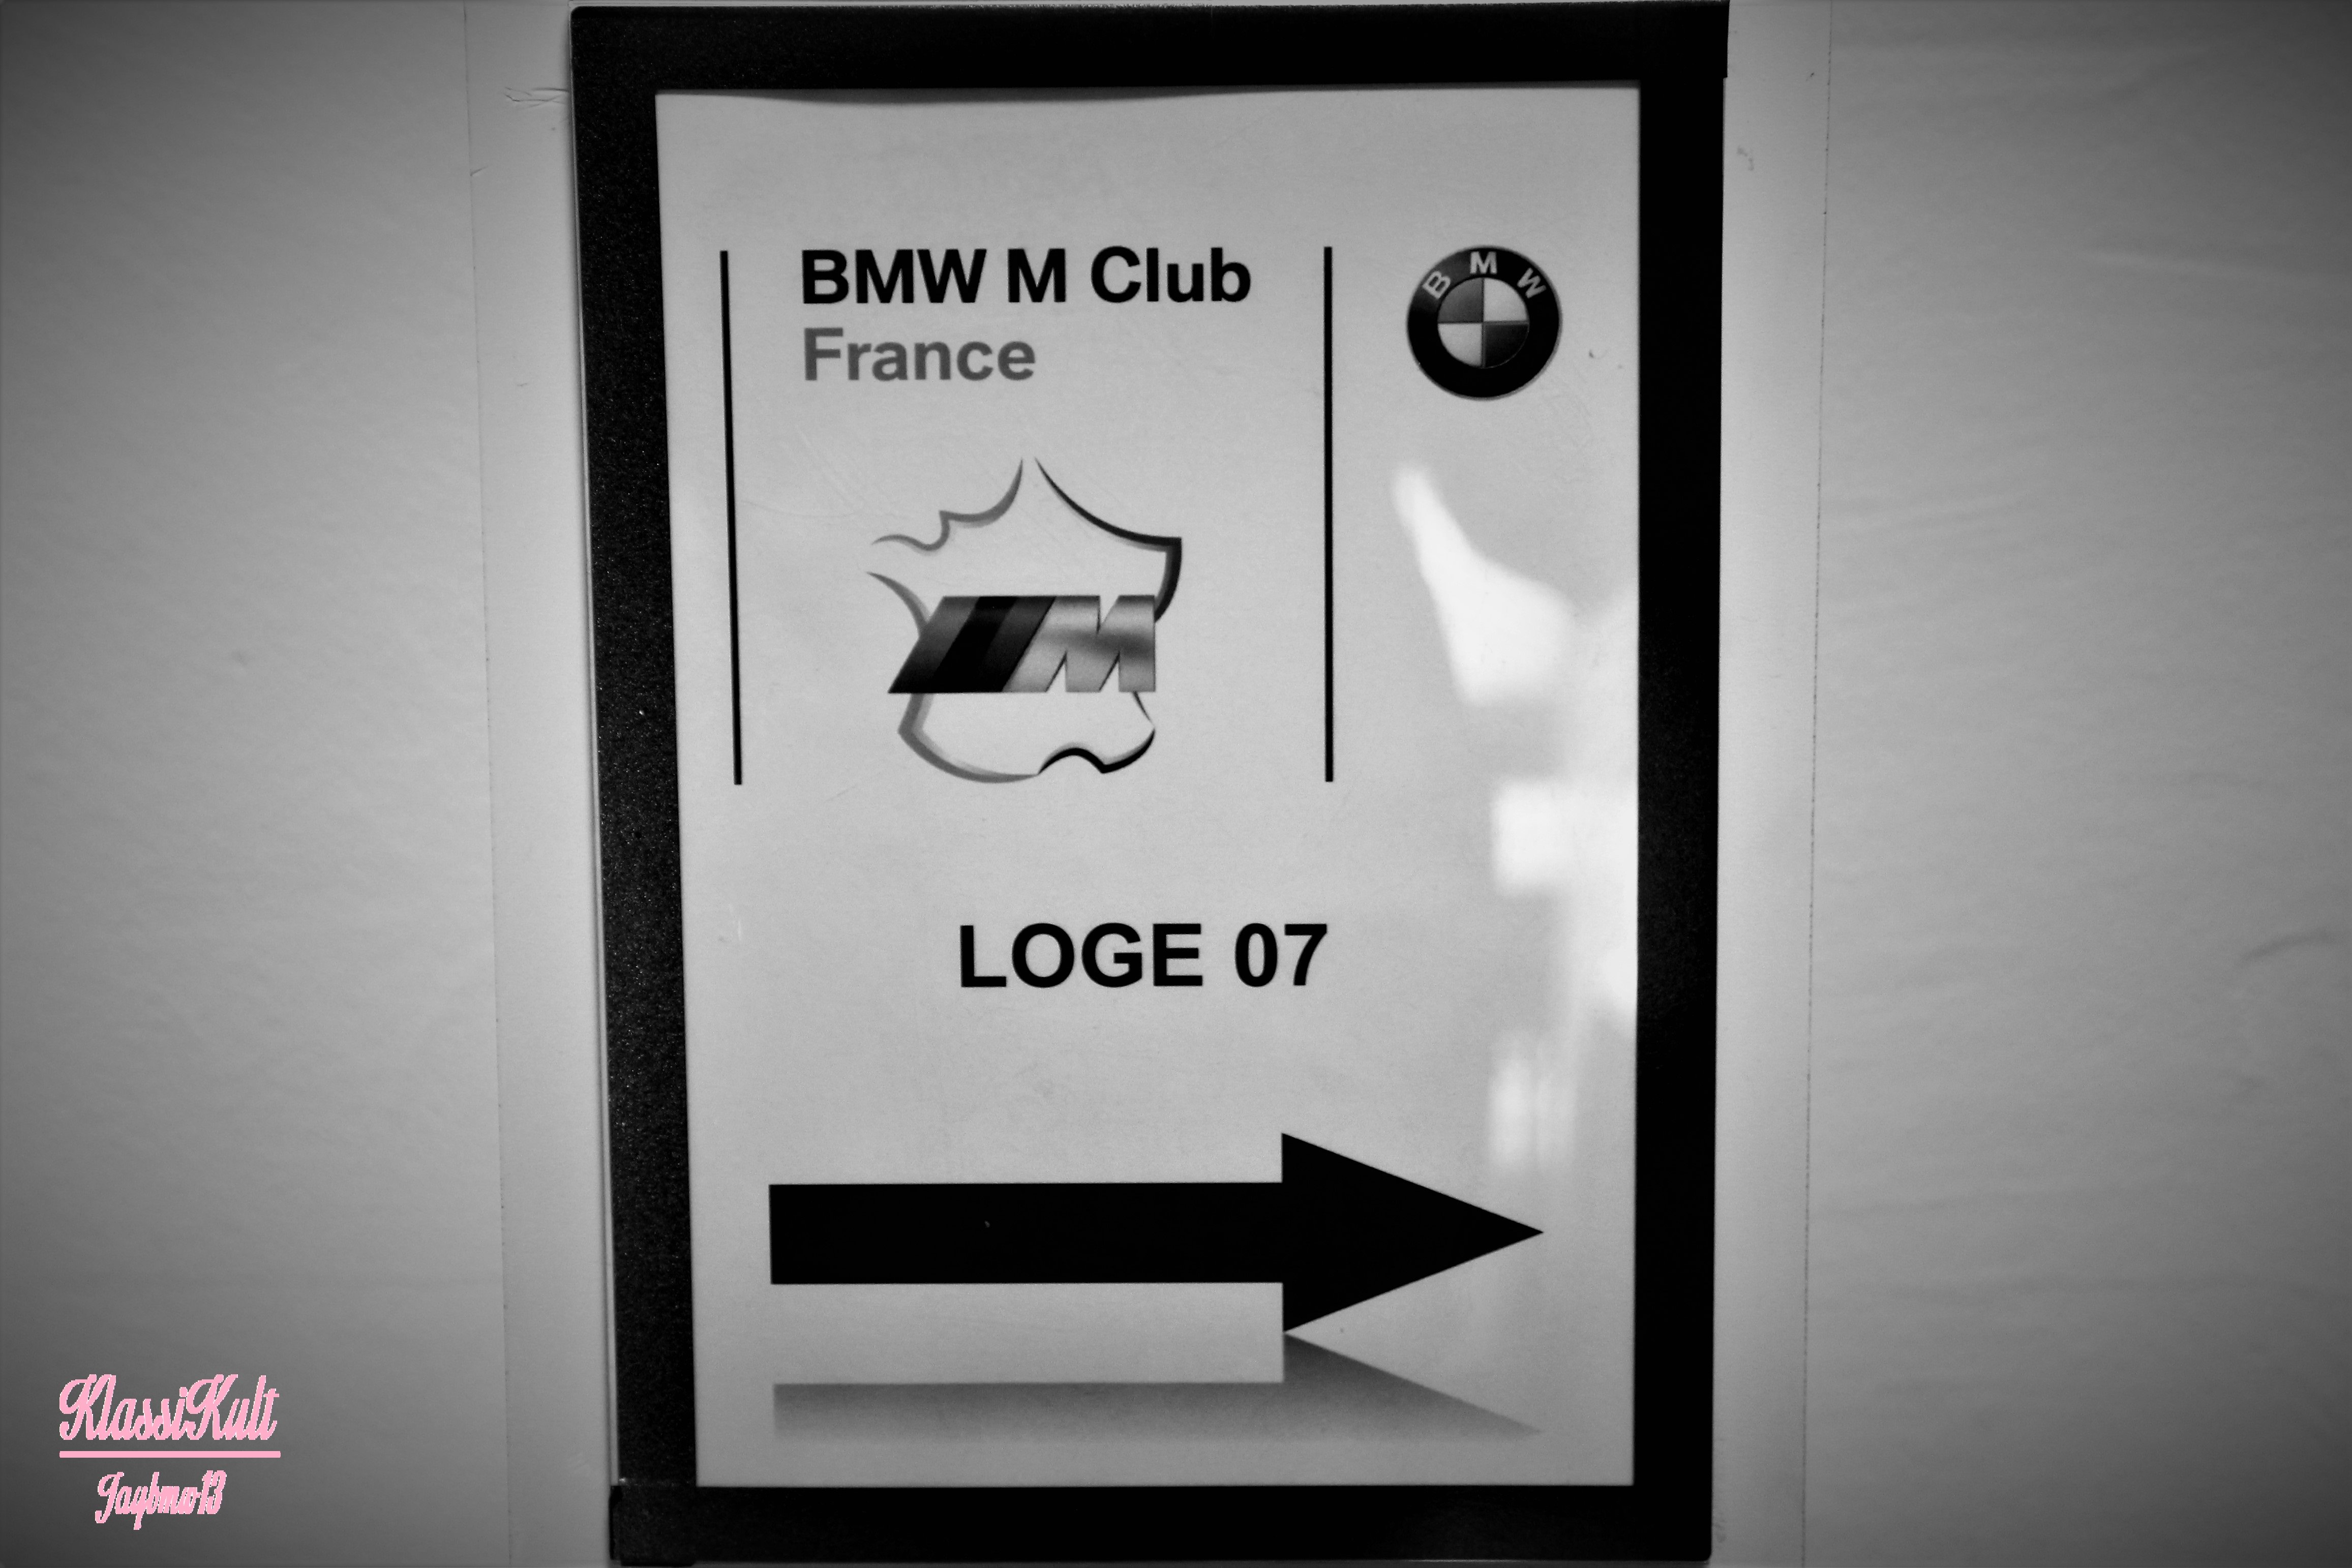 BMW M Club
France
BMW
M
LOGE 07
KlassiKult
Jaybmw13